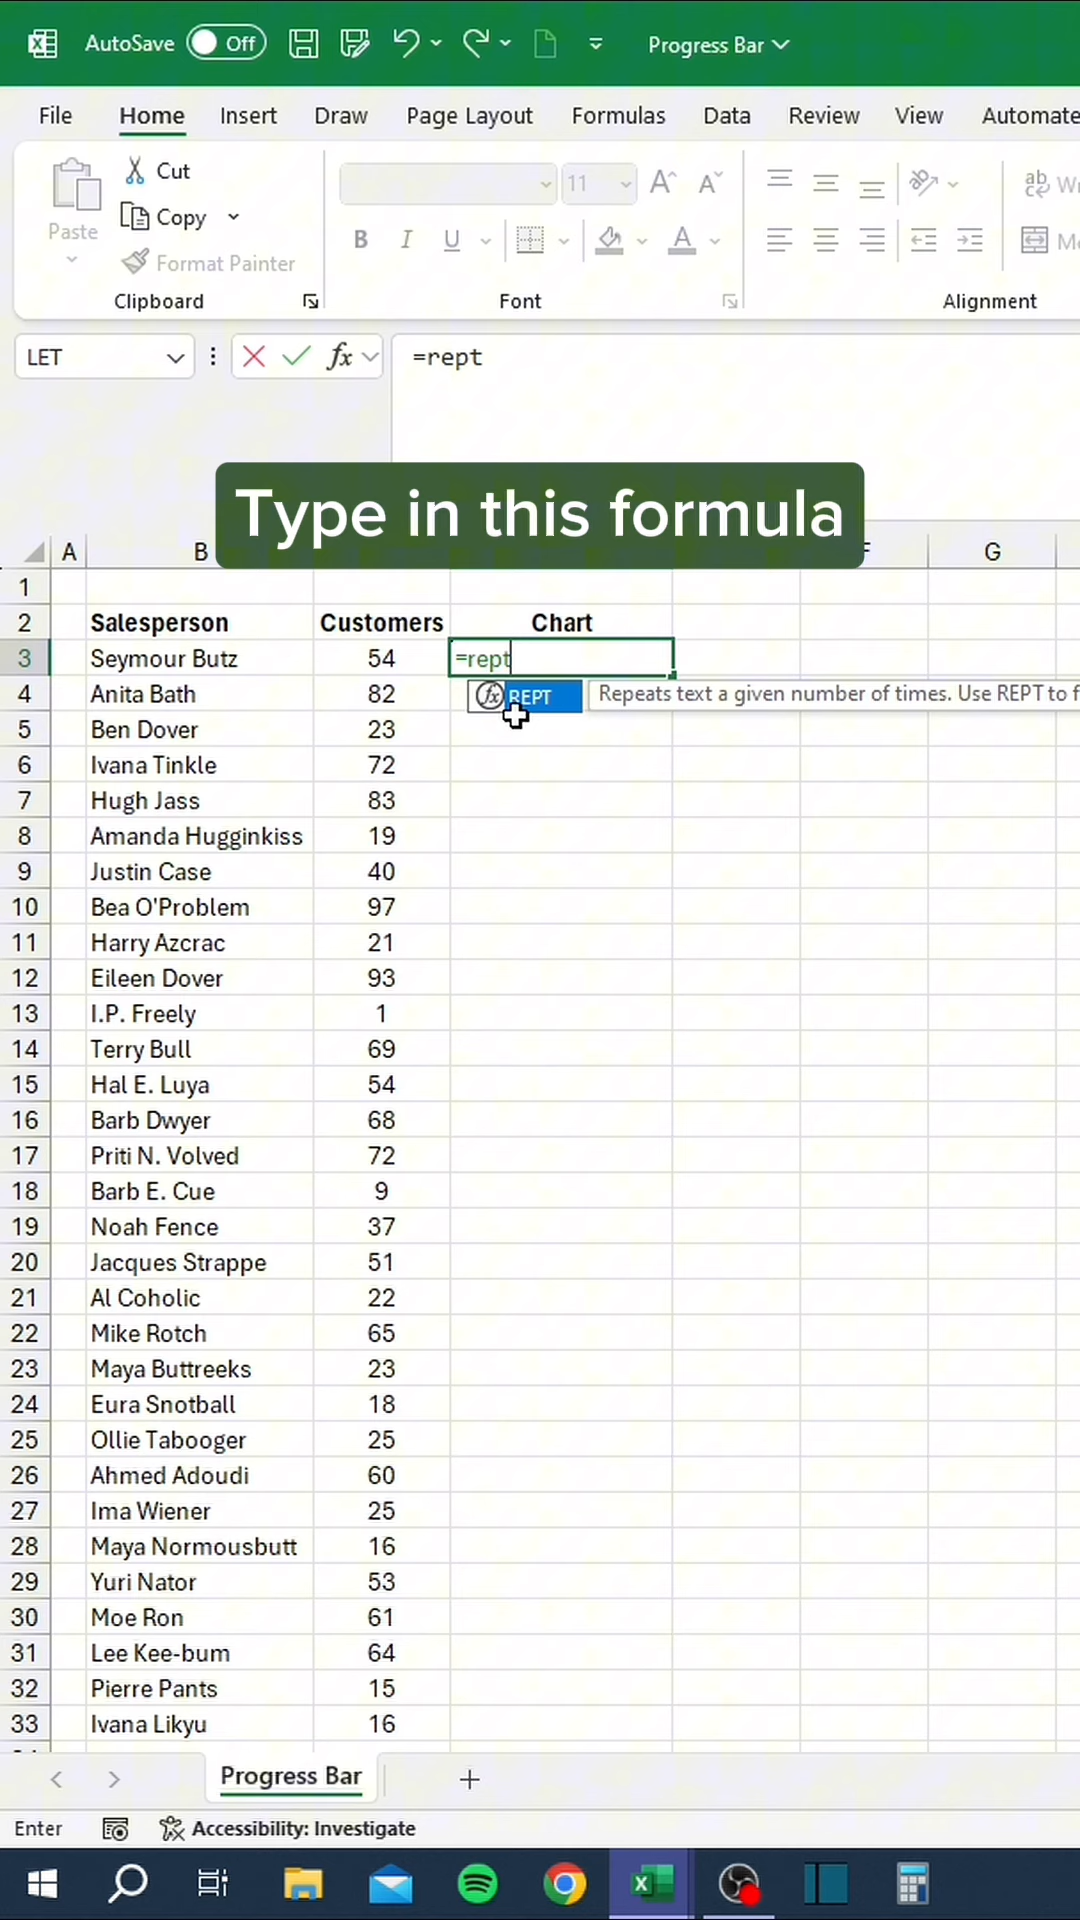 AutoSave Off Progress Bar
File Home Insert Draw Page Layout Formulas Data Review View Automate
Cut
Copy
Paste
Format Painter
11 A A
B I U A
ab
Clipboard Font Alignment
LET fx =rept
Type in this formula
A B F G
1
2 Salesperson Customers Chart
3 Seymour Butz 54 =rept
4 Anita Bath 82 fx REPT Repeats text a given number of times. Use REPT to f
5 Ben Dover 23
6 Ivana Tinkle 72
7 Hugh Jass 83
8 Amanda Hugginkiss 19
9 Justin Case 40
10 Bea O'Problem 97
11 Harry Azcrac 21
12 Eileen Dover 93
13 I.P. Freely 1
14 Terry Bull 69
15 Hal E. Luya 54
16 Barb Dwyer 68
17 Priti N. Volved 72
18 Barb E. Cue 9
19 Noah Fence 37
20 Jacques Strappe 51
21 Al Coholic 22
22 Mike Rotch 65
23 Maya Buttreeks 23
24 Eura Snotball 18
25 Ollie Tabooger 25
26 Ahmed Adoudi 60
27 Ima Wiener 25
28 Maya Normousbutt 16
29 Yuri Nator 53
30 Moe Ron 61
31 Lee Kee-bum 64
32 Pierre Pants 15
33 Ivana Likyu 16
Progress Bar
Enter Accessibility: Investigate